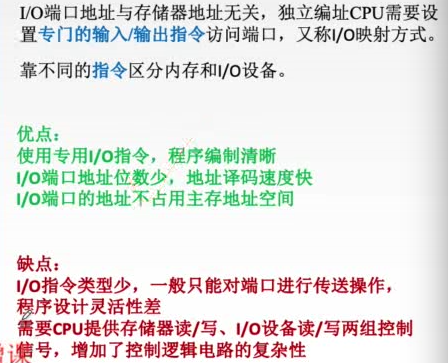 I/O端口地址与存储器地址无关，独立编址CPU需要设
置专门的输入/输出指令访问端口，又称I/O映射方式。
靠不同的指令区分内存和I/O设备。
优点：
使用专用I/O指令，程序编制清晰
I/O端口地址位数少，地址译码速度快
I/O端口的地址不占用主存地址空间
缺点：
I/O指令类型少，一般只能对端口进行传送操作，
程序设计灵活性差
需要CPU提供存储器读/写、I/O设备读/写两组控制
信号，增加了控制逻辑电路的复杂性